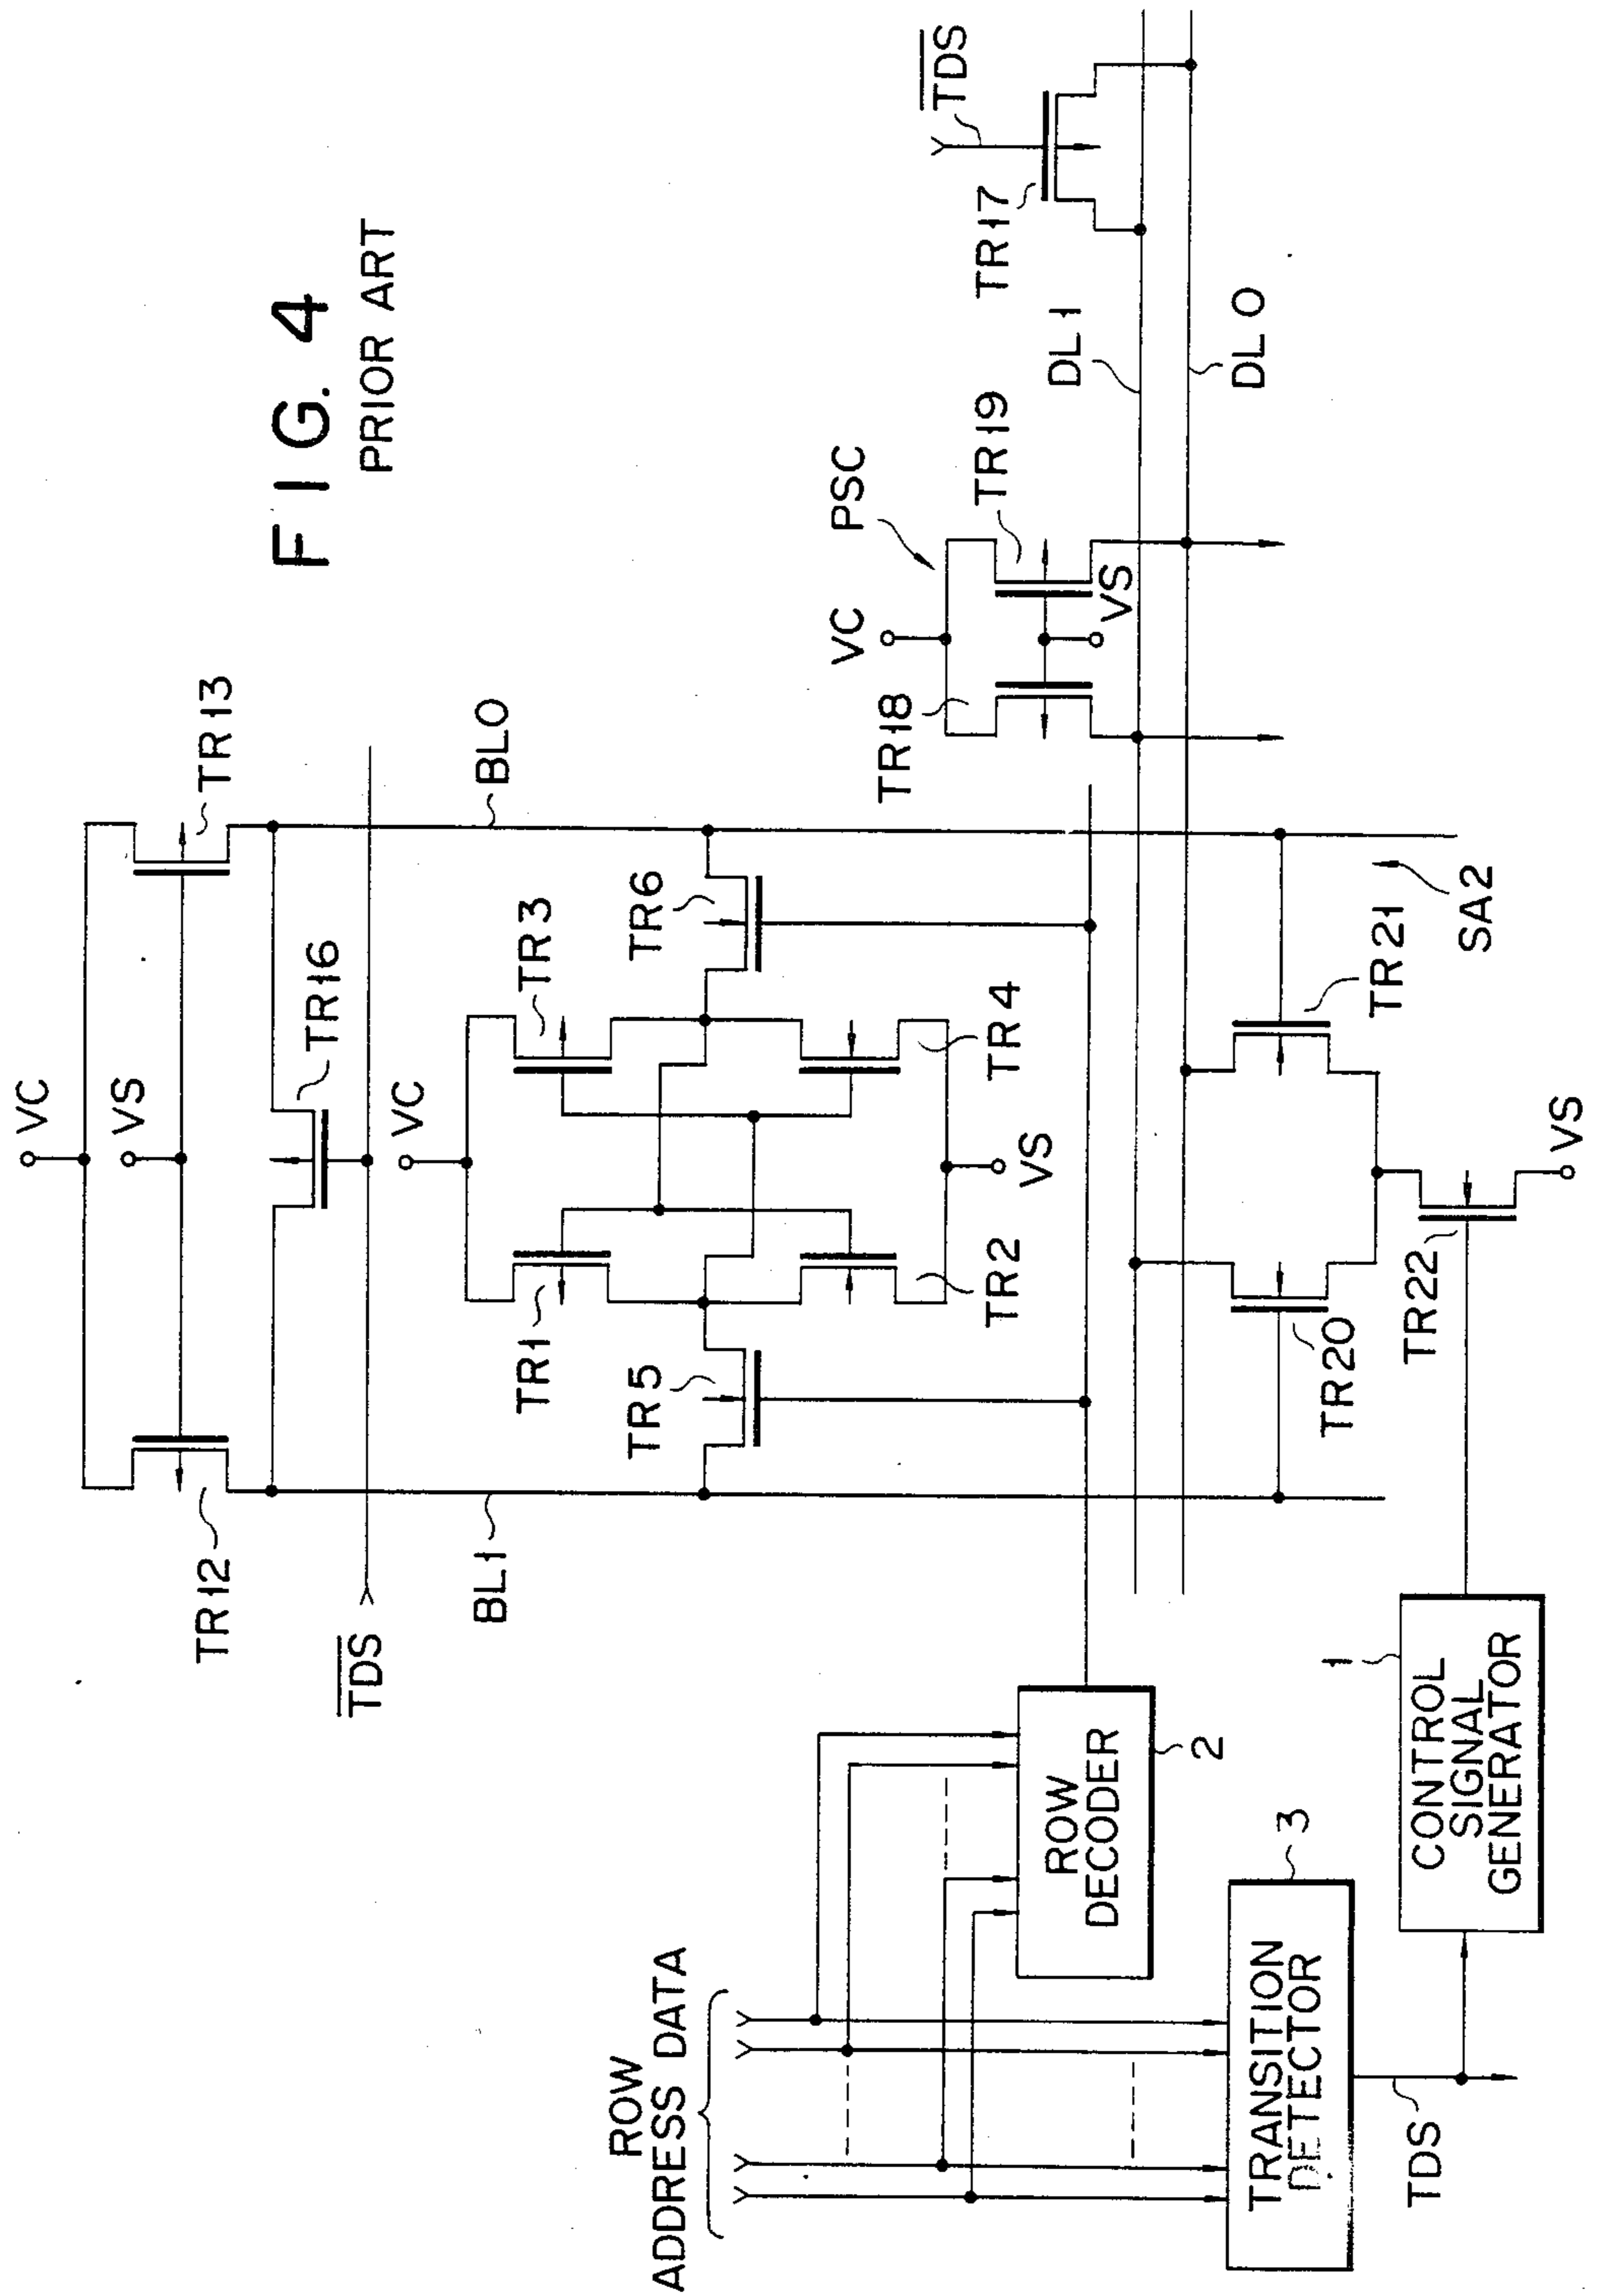 FIG. 4
PRIOR ART
VC
VS
TR12
TR13
TR16
TDS
BL1
BL0
VC
TR1
TR3
TR5
TR6
TR2
TR4
VS
VC
PSC
TR18
TR19
VS
TDS
TR17
DL1
DL0
ROW
ADDRESS DATA
ROW
DECODER
2
TRANSITION
DETECTOR
3
TDS
CONTROL
SIGNAL
GENERATOR
1
TR20
TR21
SA2
TR22
VS